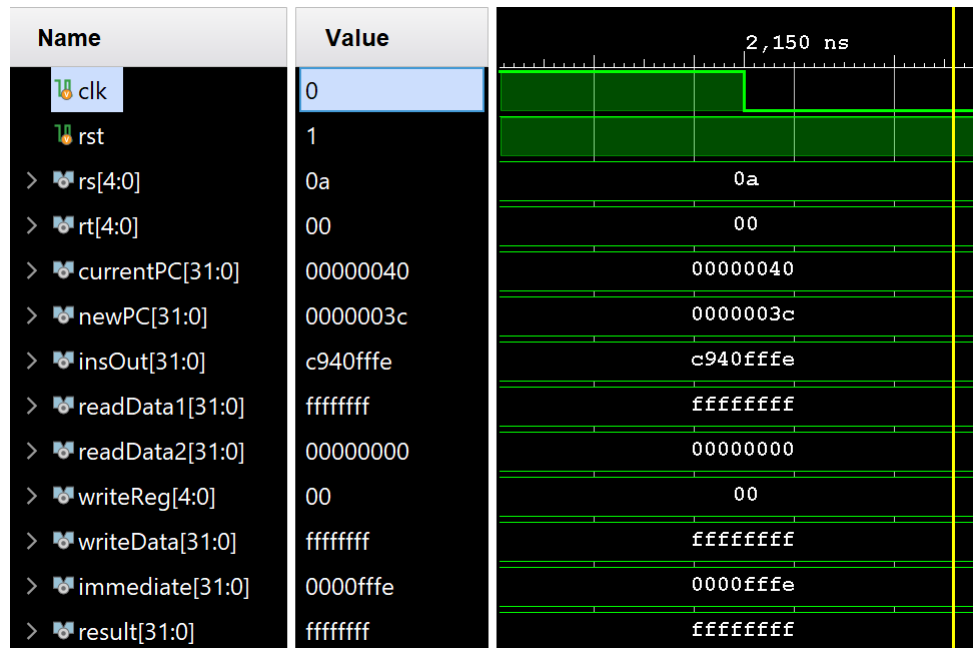 Name Value 2,150 ns
clk 0
rst 1
rs[4:0] 0a 0a
rt[4:0] 00 00
currentPC[31:0] 00000040 00000040
newPC[31:0] 0000003c 0000003c
insOut[31:0] c940fffe c940fffe
readData1[31:0] ffffffff ffffffff
readData2[31:0] 00000000 00000000
writeReg[4:0] 00 00
writeData[31:0] ffffffff ffffffff
immediate[31:0] 0000fffe 0000fffe
result[31:0] ffffffff ffffffff